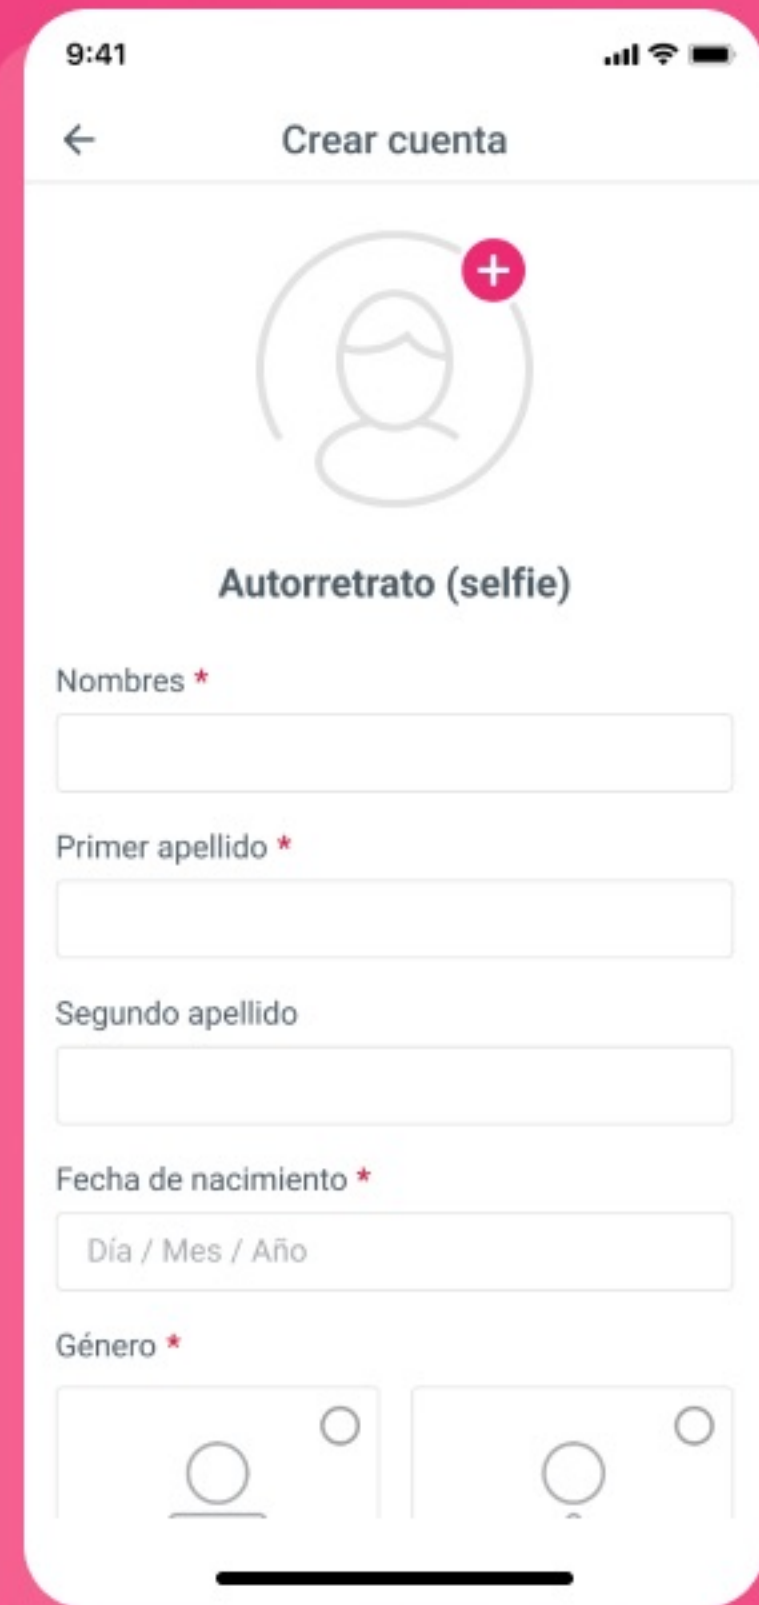 9:41
Crear cuenta
Autorretrato (selfie)
Nombres *
Primer apellido *
Segundo apellido
Fecha de nacimiento *
Día / Mes / Año
Género *